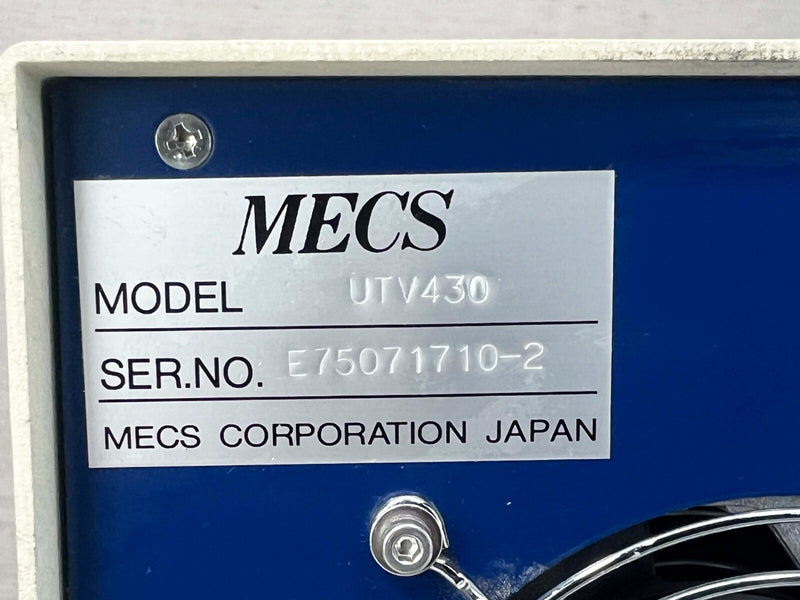 MECS
MODEL UTV430
SER.NO. E75071710-2
MECS CORPORATION JAPAN